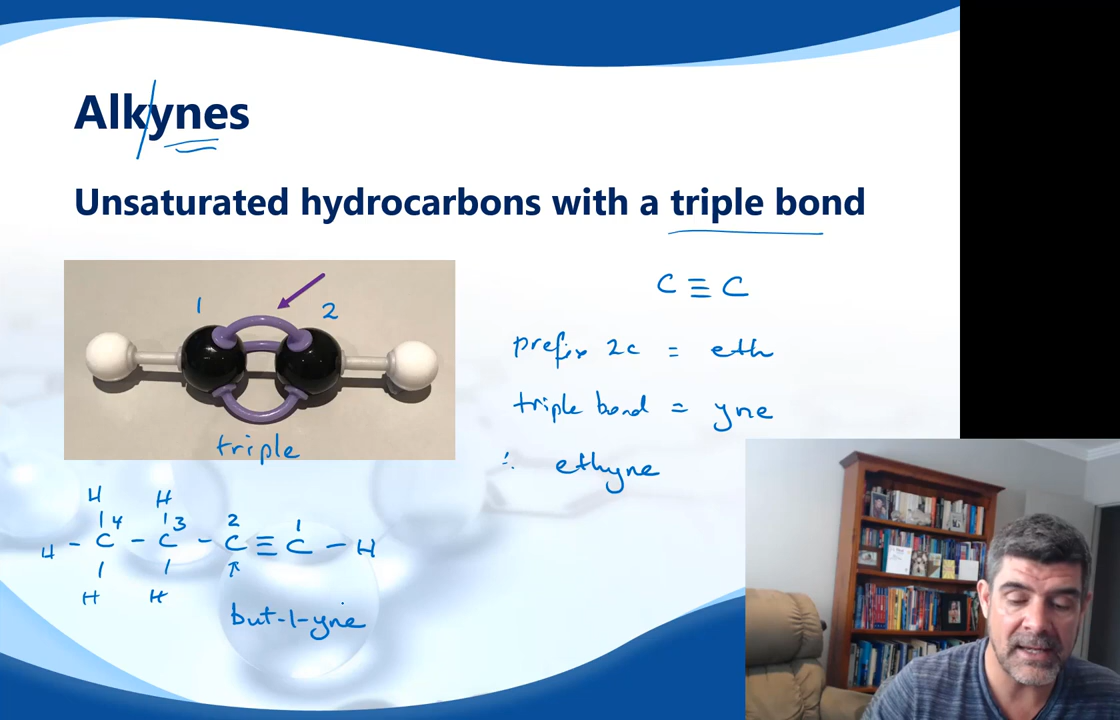 Alkynes
Unsaturated hydrocarbons with a triple bond
C ≡ C
1 2
prefix 2c = eth
triple bond = yne
triple
∴ ethyne
H H
4 3 2 1
H - C - C - C ≡ C - H
H H
but-1-yne